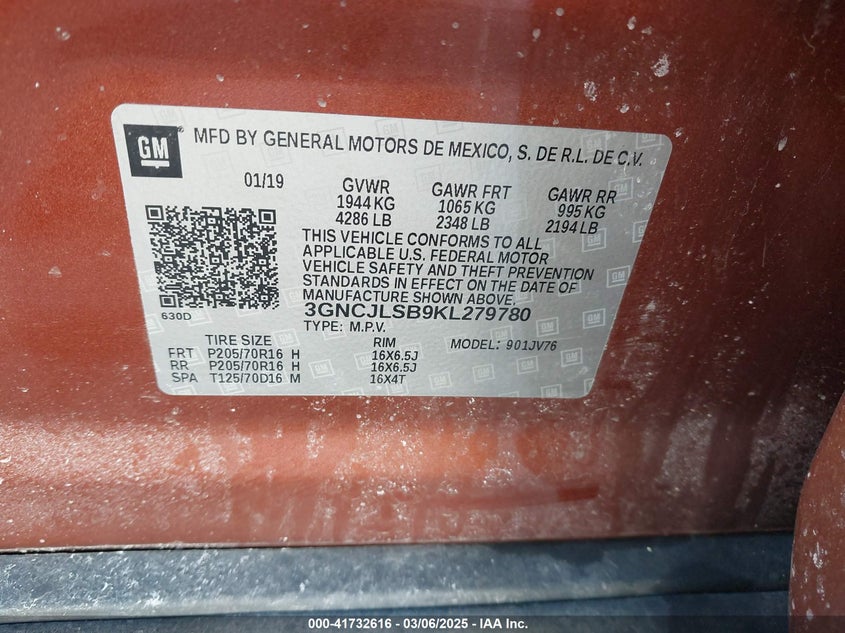 GM
MFD BY GENERAL MOTORS DE MEXICO, S. DE R.L. DE C.V.
01/19
GVWR
1944 KG
4286 LB
GAWR FRT
1065 KG
2348 LB
GAWR RR
995 KG
2194 LB
THIS VEHICLE CONFORMS TO ALL
APPLICABLE U.S. FEDERAL MOTOR
VEHICLE SAFETY AND THEFT PREVENTION
STANDARDS IN EFFECT ON THE DATE OF
MANUFACTURE SHOWN ABOVE.
630D
3GNCJLSB9KL279780
TYPE: M.P.V.
MODEL: 901JV76
TIRE SIZE RIM
FRT P205/70R16 H 16X6.5J
RR P205/70R16 H 16X6.5J
SPA T125/70D16 M 16X4T
000-41732616 - 03/06/2025 - IAA Inc.